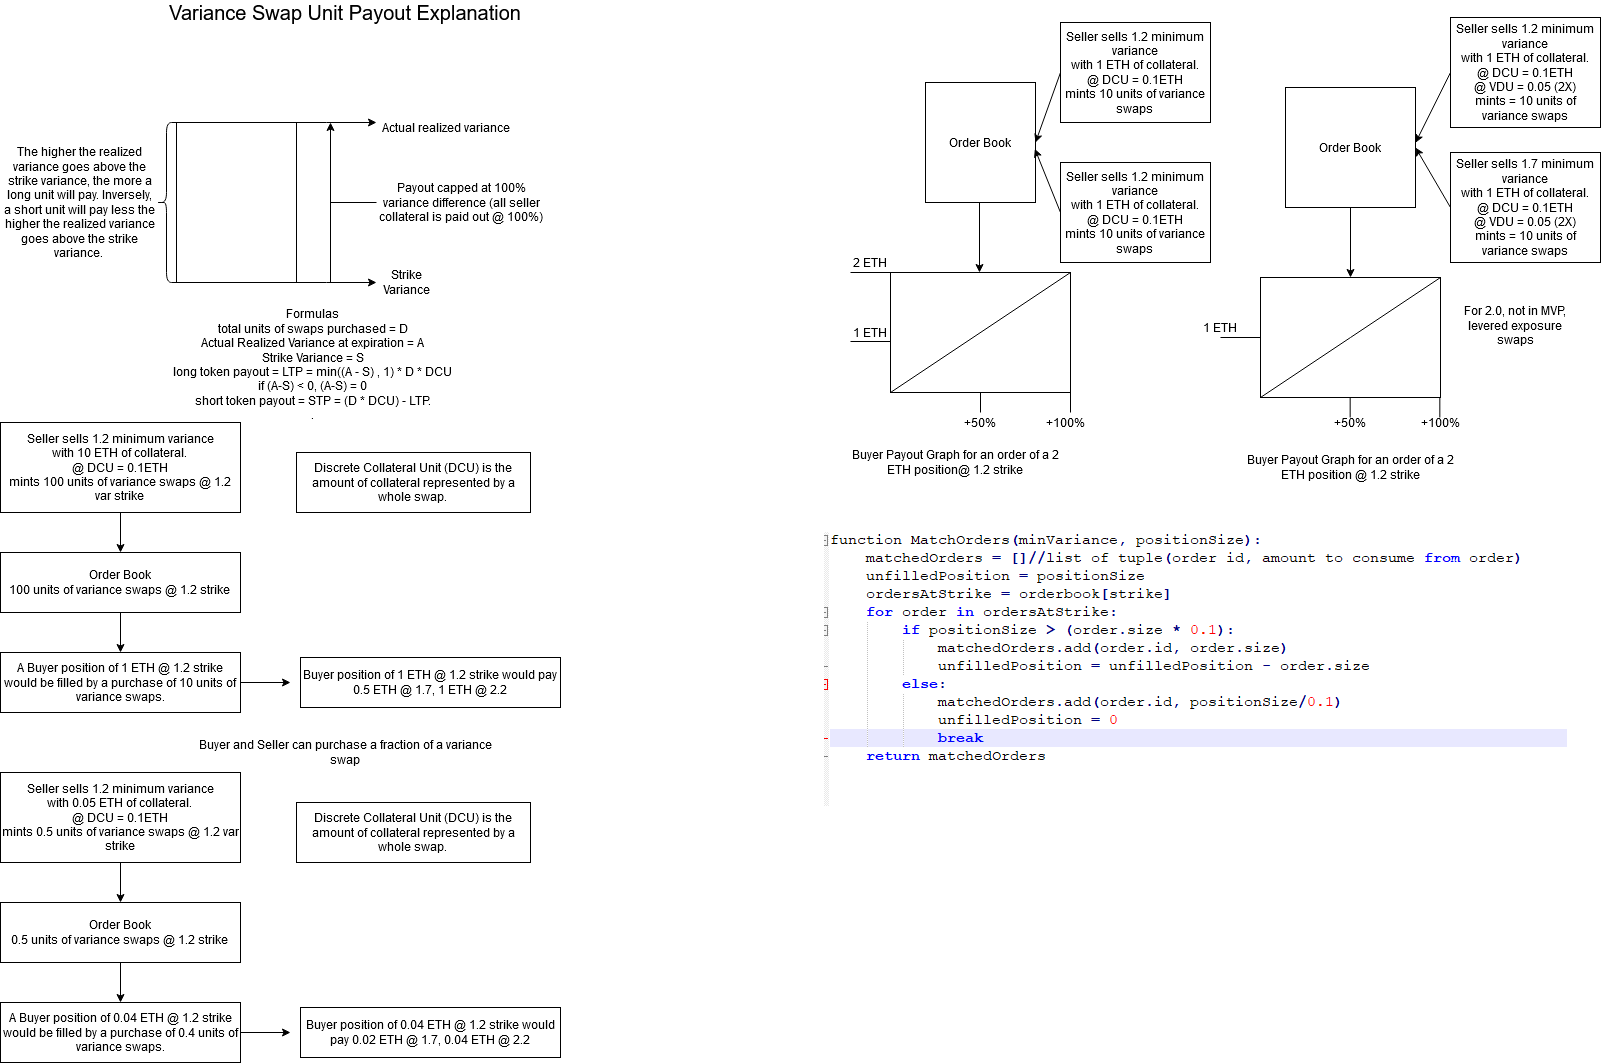 Variance Swap Unit Payout Explanation
The higher the realized
variance goes above the
strike variance, the more a
long unit will pay. Inversely,
a short unit will pay less the
higher the realized variance
goes above the strike
variance.
Actual realized variance
Payout capped at 100%
variance difference (all seller
collateral is paid out @ 100%)
Strike
Variance
Formulas
total units of swaps purchased = D
Actual Realized Variance at expiration = A
Strike Variance = S
long token payout = LTP = min((A - S) , 1) * D * DCU
if (A-S) < 0, (A-S) = 0
short token payout = STP = (D * DCU) - LTP.
.
Seller sells 1.2 minimum variance
with 10 ETH of collateral.
@ DCU = 0.1ETH
mints 100 units of variance swaps @ 1.2
var strike
Discrete Collateral Unit (DCU) is the
amount of collateral represented by a
whole swap.
Order Book
100 units of variance swaps @ 1.2 strike
A Buyer position of 1 ETH @ 1.2 strike
would be filled by a purchase of 10 units of
variance swaps.
Buyer position of 1 ETH @ 1.2 strike would pay
0.5 ETH @ 1.7, 1 ETH @ 2.2
Buyer and Seller can purchase a fraction of a variance
swap
Seller sells 1.2 minimum variance
with 0.05 ETH of collateral.
@ DCU = 0.1ETH
mints 0.5 units of variance swaps @ 1.2 var
strike
Discrete Collateral Unit (DCU) is the
amount of collateral represented by a
whole swap.
Order Book
0.5 units of variance swaps @ 1.2 strike
A Buyer position of 0.04 ETH @ 1.2 strike
would be filled by a purchase of 0.4 units of
variance swaps.
Buyer position of 0.04 ETH @ 1.2 strike would
pay 0.02 ETH @ 1.7, 0.04 ETH @ 2.2
Order Book
Seller sells 1.2 minimum
variance
with 1 ETH of collateral.
@ DCU = 0.1ETH
mints 10 units of variance
swaps
Seller sells 1.2 minimum
variance
with 1 ETH of collateral.
@ DCU = 0.1ETH
mints 10 units of variance
swaps
2 ETH
1 ETH
+50%
+100%
Buyer Payout Graph for an order of a 2
ETH position@ 1.2 strike
Order Book
Seller sells 1.2 minimum
variance
with 1 ETH of collateral.
@ DCU = 0.1ETH
@ VDU = 0.05 (2X)
mints = 10 units of
variance swaps
Seller sells 1.7 minimum
variance
with 1 ETH of collateral.
@ DCU = 0.1ETH
@ VDU = 0.05 (2X)
mints = 10 units of
variance swaps
1 ETH
For 2.0, not in MVP,
levered exposure
swaps
+50%
+100%
Buyer Payout Graph for an order of a 2
ETH position @ 1.2 strike
function MatchOrders(minVariance, positionSize):
matchedOrders = []//list of tuple(order id, amount to consume from order)
unfilledPosition = positionSize
ordersAtStrike = orderbook[strike]
for order in ordersAtStrike:
if positionSize > (order.size * 0.1):
matchedOrders.add(order.id, order.size)
unfilledPosition = unfilledPosition - order.size
else:
matchedOrders.add(order.id, positionSize/0.1)
unfilledPosition = 0
break
return matchedOrders